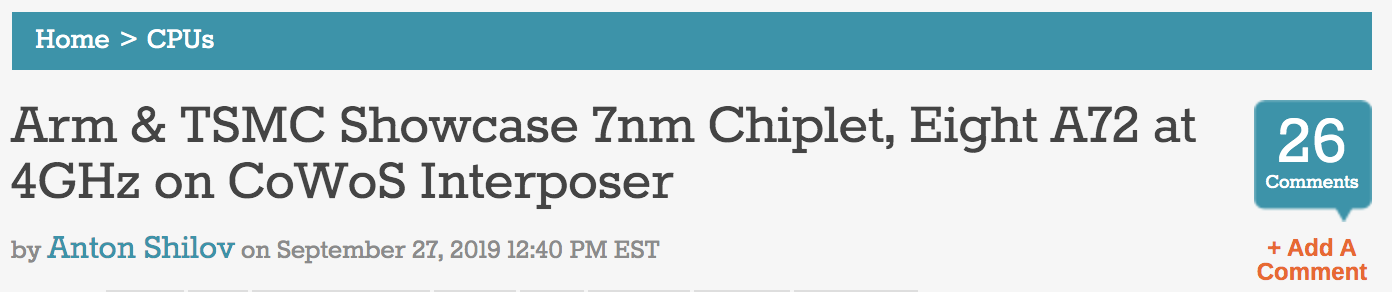 Home > CPUs
Arm & TSMC Showcase 7nm Chiplet, Eight A72 at
4GHz on CoWoS Interposer
26
Comments
by Anton Shilov on September 27, 2019 12:40 PM EST
+ Add A
Comment